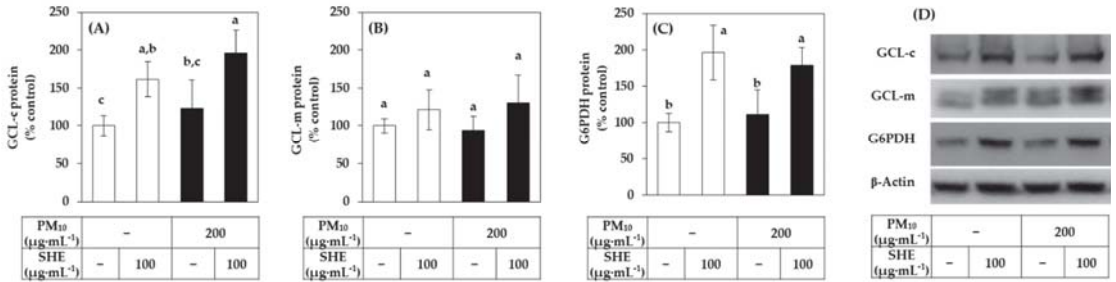 (A)
GCL-c protein
(% control)
250
200
150
100
50
0
c
a,b
b,c
a
PM₁₀
(µg·mL⁻¹)
– 200
SHE
(µg·mL⁻¹)
– 100 – 100
(B)
GCL-m protein
(% control)
250
200
150
100
50
0
a
a
a
a
PM₁₀
(µg·mL⁻¹)
– 200
SHE
(µg·mL⁻¹)
– 100 – 100
(C)
G6PDH protein
(% control)
250
200
150
100
50
0
b
a
b
a
PM₁₀
(µg·mL⁻¹)
– 200
SHE
(µg·mL⁻¹)
– 100 – 100
(D)
GCL-c
GCL-m
G6PDH
β-Actin
PM₁₀
(µg·mL⁻¹)
– 200
SHE
(µg·mL⁻¹)
– 100 – 100